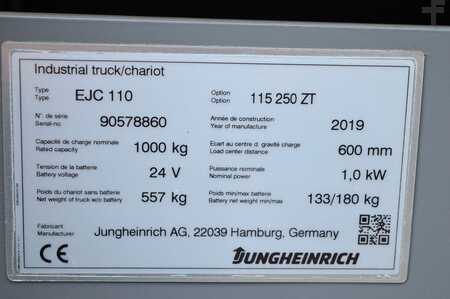 Industrial truck/chariot
Type
Type EJC 110 Option
Option 115 250 ZT
N° de série
Serial-no. 90578860 Année de construction
Year of manufacture 2019
Capacité de charge nominale
Rated capacity 1000 kg Ecart au centre d. gravité charge
Load center distance 600 mm
Tension de la batterie
Battery voltage 24 V Puissance nominale
Nominal power 1,0 kW
Poids du chariot sans batterie
Net weight of truck w/o battery 557 kg Poids min/max batterie
Battery weight min/max 133/180 kg
Fabricant
Manufacturer Jungheinrich AG, 22039 Hamburg, Germany
CE JUNGHEINRICH